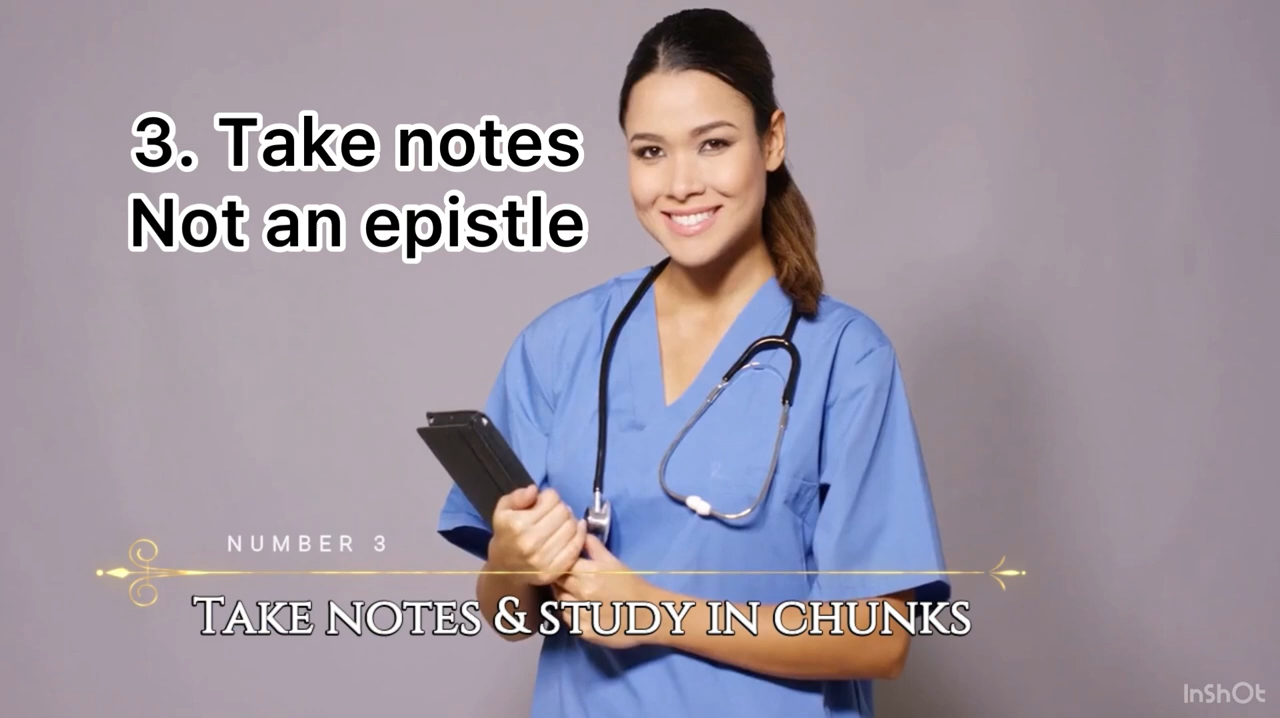 3. Take notes
Not an epistle
NUMBER 3
TAKE NOTES & STUDY IN CHUNKS
InShOt